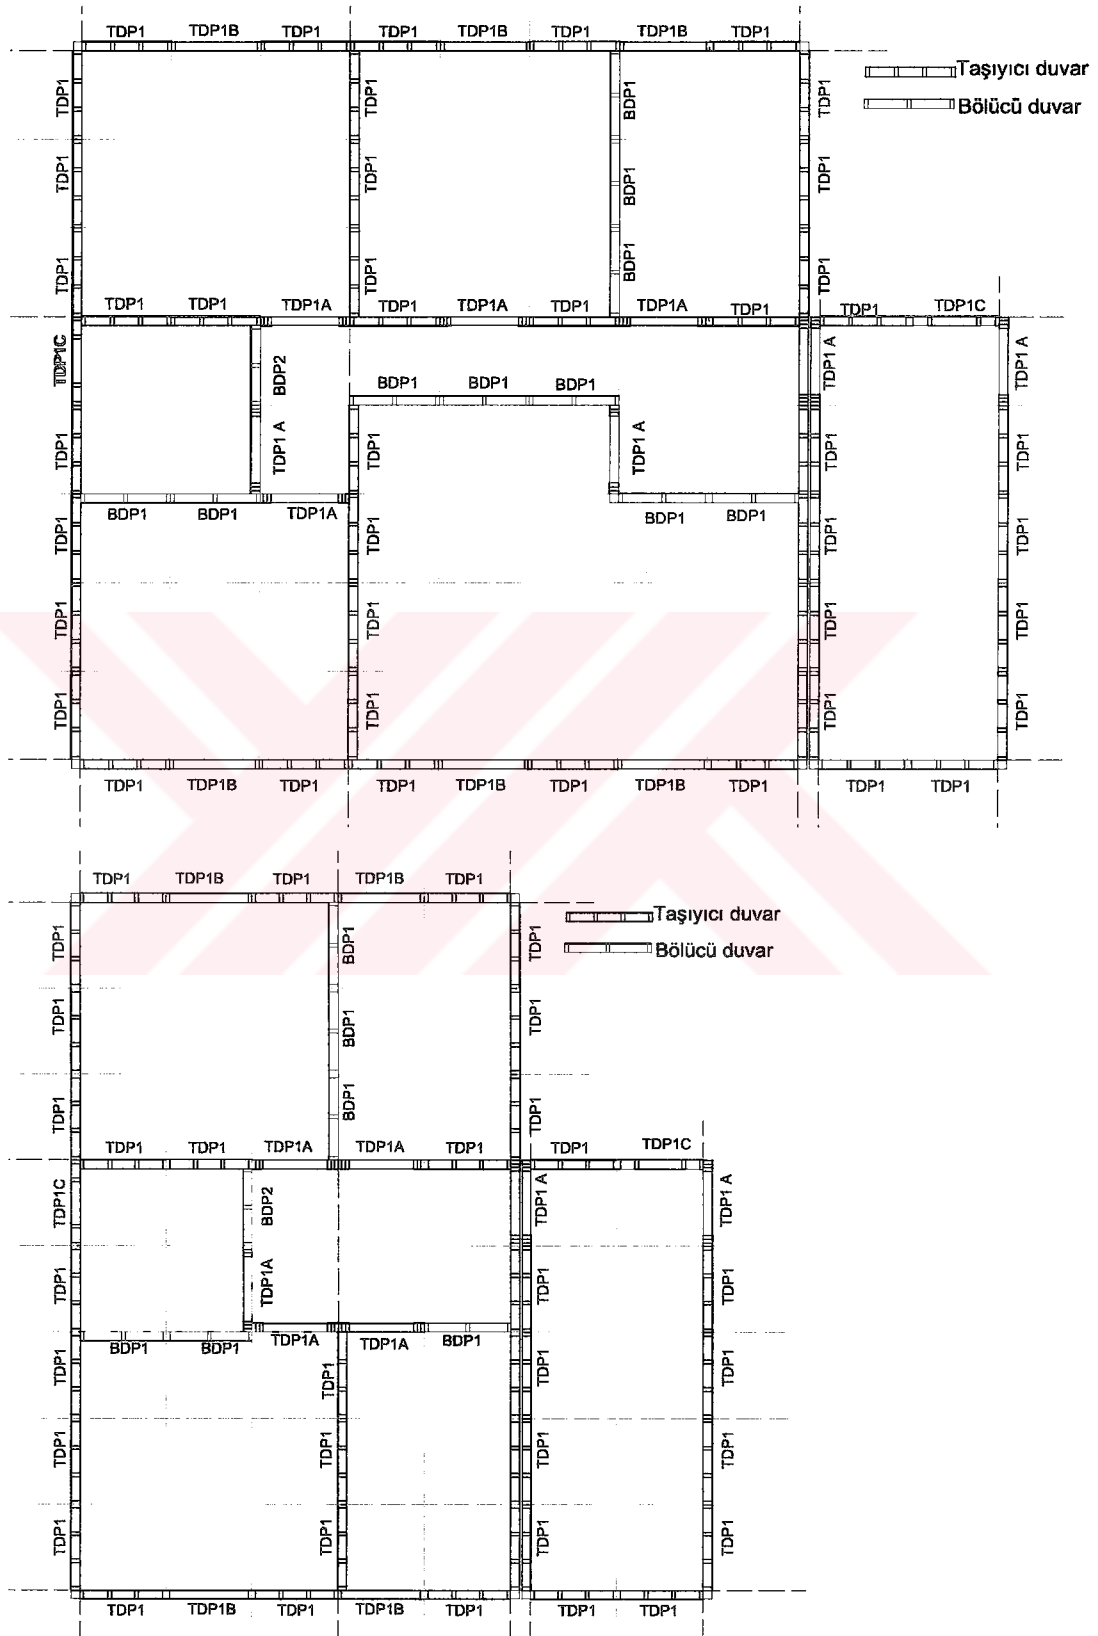 TDP1 TDP1B TDP1 TDP1 TDP1B TDP1 TDP1B TDP1
Taşıyıcı duvar
Bölücü duvar
TDP1 TDP1 BDP1 TDP1
TDP1 TDP1 BDP1 TDP1
TDP1 TDP1 BDP1 TDP1
TDP1 TDP1 TDP1A TDP1 TDP1A TDP1 TDP1A TDP1 TDP1 TDP1C
TDP1C BDP2 TDP1 A TDP1 A
BDP1 BDP1 BDP1
TDP1 TDP1 A TDP1 TDP1 A TDP1 TDP1
BDP1 BDP1 TDP1A BDP1 BDP1
TDP1 TDP1 TDP1 TDP1
TDP1 TDP1 TDP1 TDP1
TDP1 TDP1 TDP1 TDP1
TDP1 TDP1B TDP1 TDP1 TDP1B TDP1 TDP1B TDP1 TDP1 TDP1
TDP1 TDP1B TDP1 TDP1B TDP1
Taşıyıcı duvar
Bölücü duvar
TDP1 BDP1 TDP1
TDP1 BDP1 TDP1
TDP1 BDP1 TDP1
TDP1 TDP1 TDP1A TDP1A TDP1 TDP1 TDP1C
TDP1C BDP2 TDP1 A TDP1 A
TDP1 TDP1A TDP1 TDP1
BDP1 BDP1 TDP1A TDP1A BDP1
TDP1 TDP1 TDP1 TDP1
TDP1 TDP1 TDP1
TDP1 TDP1 TDP1 TDP1
TDP1 TDP1B TDP1 TDP1B TDP1 TDP1 TDP1